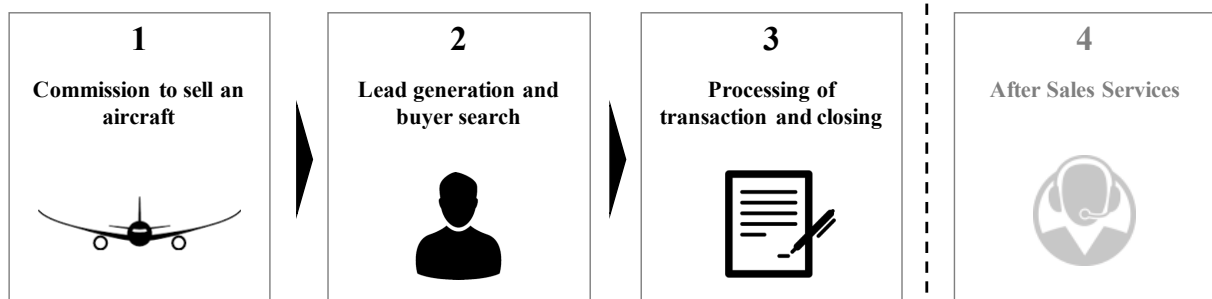 1
Commission to sell an
aircraft
2
Lead generation and
buyer search
3
Processing of
transaction and closing
4
After Sales Services